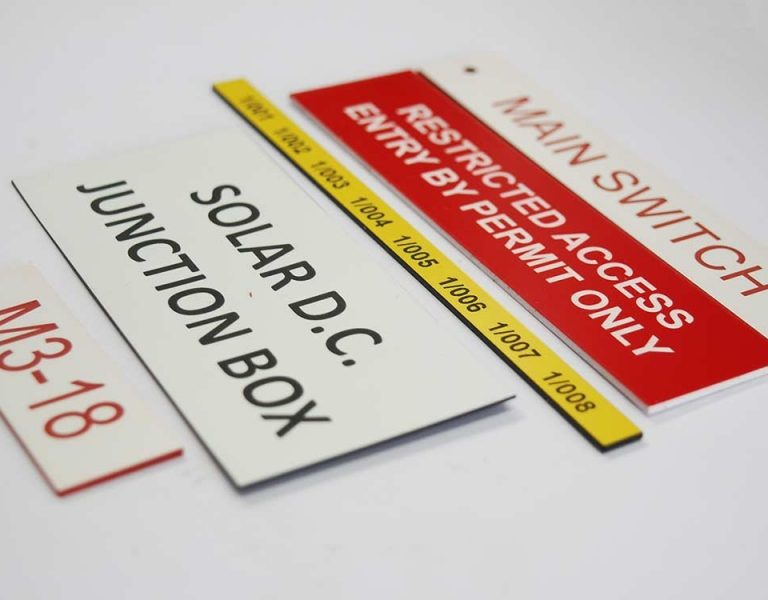 MAIN SWITCH
RESTRICTED ACCESS
ENTRY BY PERMIT ONLY
1/001 1/002 1/003 1/004 1/005 1/006 1/007 1/008
SOLAR D.C.
JUNCTION BOX
M3-18